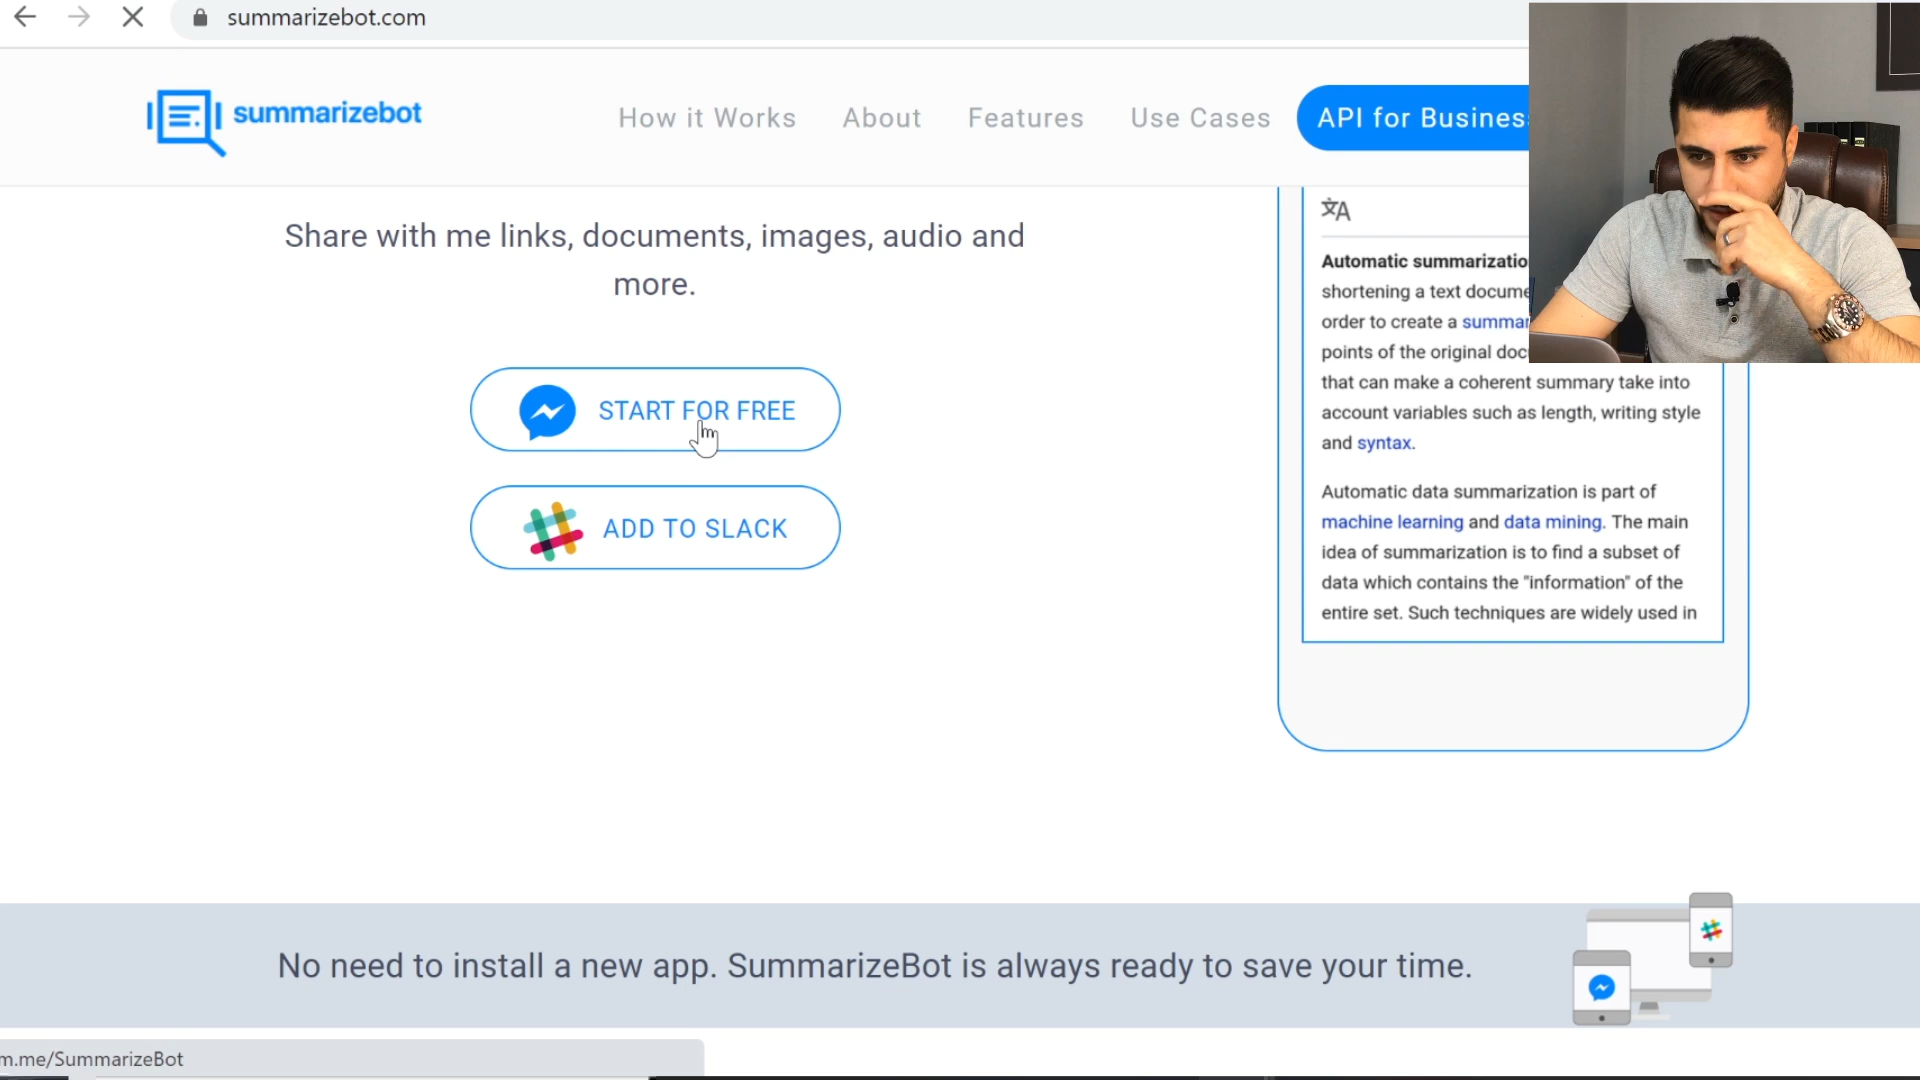 summarizebot.com
summarizebot
How it Works
About
Features
Use Cases
API for Business
Share with me links, documents, images, audio and
more.
START FOR FREE
ADD TO SLACK
文A
Automatic summarizatio
shortening a text docume
order to create a summar
points of the original doc
that can make a coherent summary take into
account variables such as length, writing style
and syntax.
Automatic data summarization is part of
machine learning and data mining. The main
idea of summarization is to find a subset of
data which contains the "information" of the
entire set. Such techniques are widely used in
No need to install a new app. SummarizeBot is always ready to save your time.
m.me/SummarizeBot